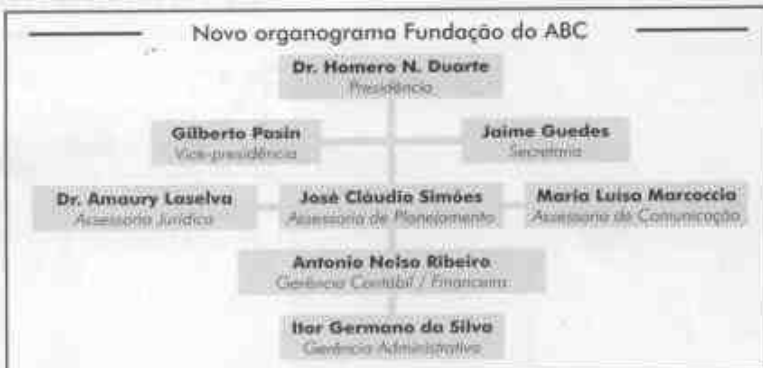 Novo organograma Fundação do ABC
Dr. Homero N. Duarte
Presidência
Gilberto Pasin
Vice-presidência
Jaime Guedes
Secretaria
Dr. Amaury Laselva
Assessoria Jurídica
José Cláudio Simões
Assessoria de Planejamento
Maria Luisa Marcoccia
Assessoria de Comunicação
Antonio Nelso Ribeiro
Gerência Contábil / Financeira
Itor Germano da Silva
Gerência Administrativa